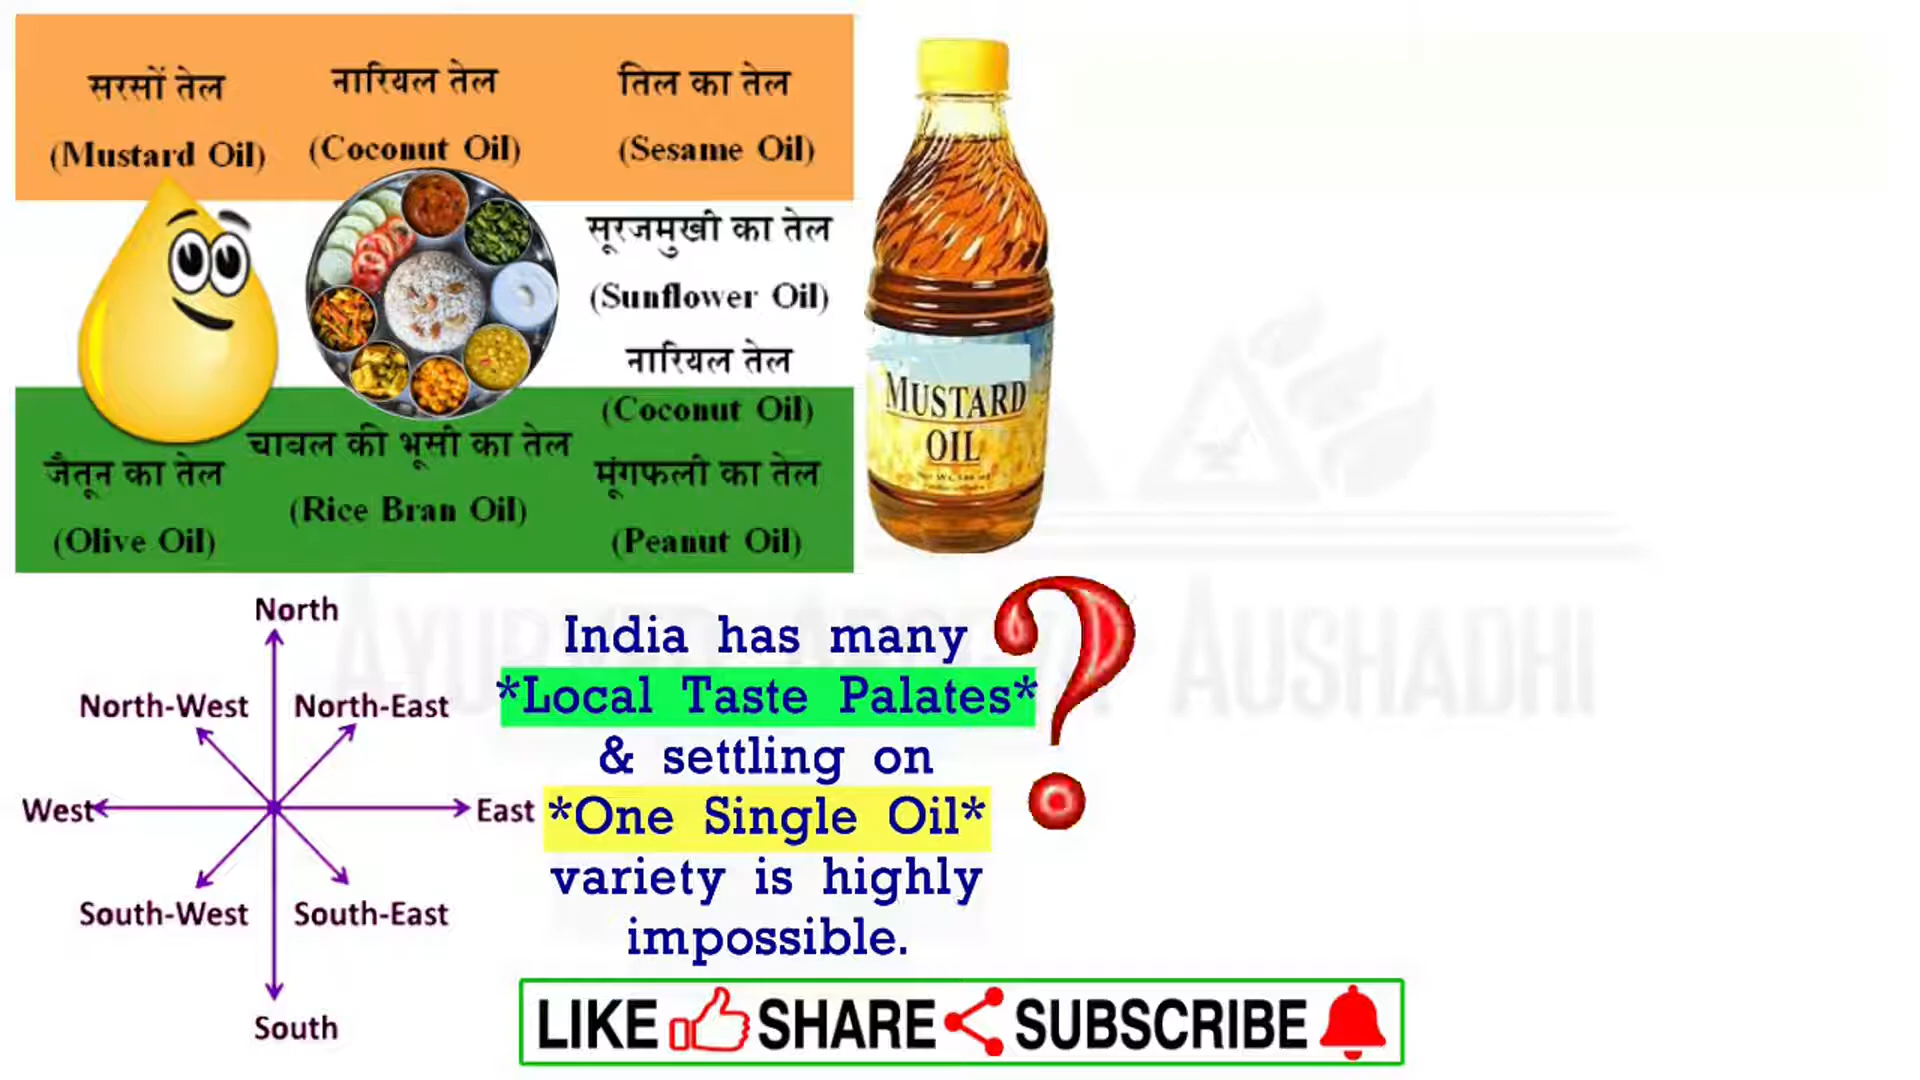 सरसों तेल
(Mustard Oil)
नारियल तेल
(Coconut Oil)
तिल का तेल
(Sesame Oil)
सूरजमुखी का तेल
(Sunflower Oil)
नारियल तेल
(Coconut Oil)
जैतून का तेल
(Olive Oil)
चावल की भूसी का तेल
(Rice Bran Oil)
मूंगफली का तेल
(Peanut Oil)
MUSTARD
OIL
North
North-West North-East
West East
South-West South-East
South
India has many
*Local Taste Palates*
& settling on
*One Single Oil*
variety is highly
impossible.
?
LIKE SHARE SUBSCRIBE
AUSHADHI